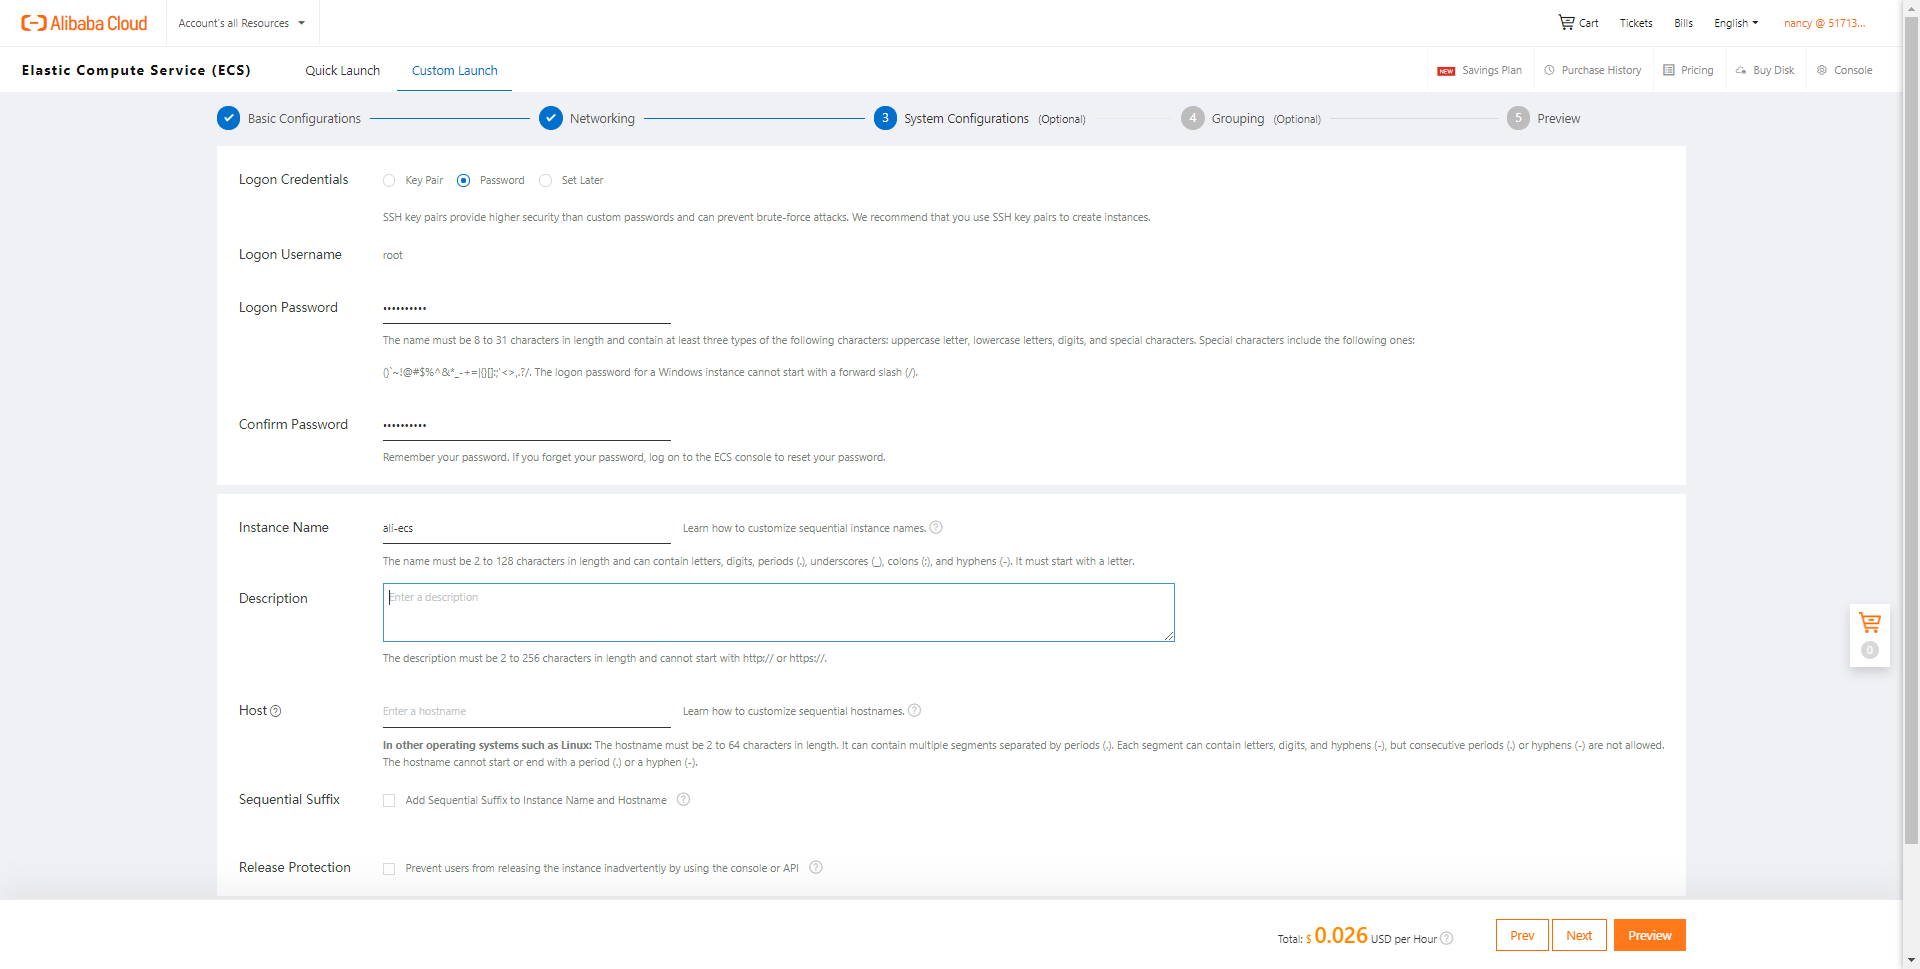 Alibaba Cloud
Account's all Resources
Cart
Tickets
Bills
English
nancy @ 51713...
Elastic Compute Service (ECS)
Quick Launch
Custom Launch
NEW Savings Plan
Purchase History
Pricing
Buy Disk
Console
Basic Configurations
Networking
3 System Configurations (Optional)
4 Grouping (Optional)
5 Preview
Logon Credentials
Key Pair
Password
Set Later
SSH key pairs provide higher security than custom passwords and can prevent brute-force attacks. We recommend that you use SSH key pairs to create instances.
Logon Username
root
Logon Password
••••••••••
The name must be 8 to 31 characters in length and contain at least three types of the following characters: uppercase letter, lowercase letters, digits, and special characters. Special characters include the following ones:
()`~!@#$%^&*_-+=|{}[]:;'<>,.?/. The logon password for a Windows instance cannot start with a forward slash (/).
Confirm Password
••••••••••
Remember your password. If you forget your password, log on to the ECS console to reset your password.
Instance Name
ali-ecs
Learn how to customize sequential instance names.
The name must be 2 to 128 characters in length and can contain letters, digits, periods (.), underscores (_), colons (:), and hyphens (-). It must start with a letter.
Description
Enter a description
The description must be 2 to 256 characters in length and cannot start with http:// or https://.
Host
Enter a hostname
Learn how to customize sequential hostnames.
In other operating systems such as Linux: The hostname must be 2 to 64 characters in length. It can contain multiple segments separated by periods (.). Each segment can contain letters, digits, and hyphens (-), but consecutive periods (.) or hyphens (-) are not allowed.
The hostname cannot start or end with a period (.) or a hyphen (-).
Sequential Suffix
Add Sequential Suffix to Instance Name and Hostname
Release Protection
Prevent users from releasing the instance inadvertently by using the console or API
0
Total: $ 0.026 USD per Hour
Prev
Next
Preview